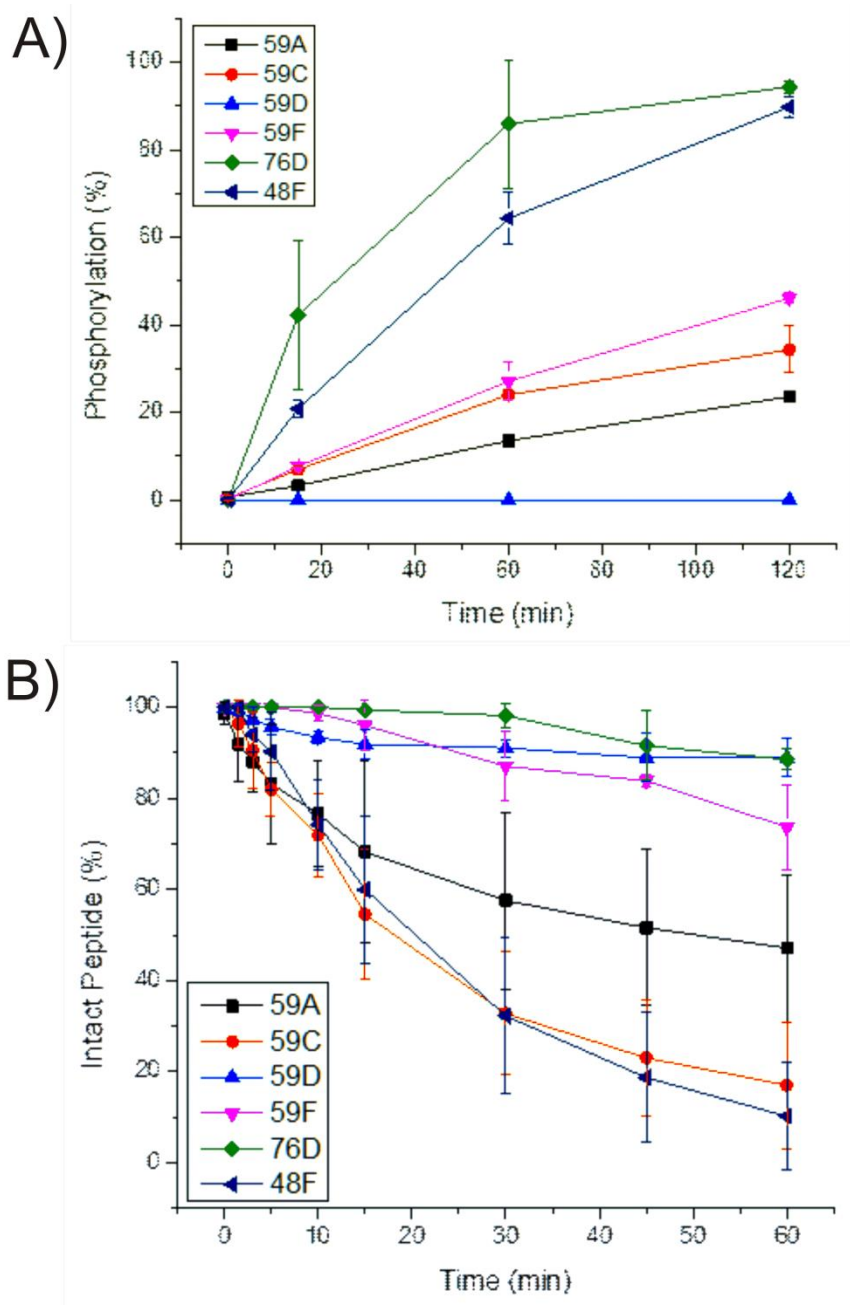 A)
59A
59C
59D
59F
76D
48F
100
80
60
40
20
0
Phosphorylation (%)
0 20 40 60 80 100 120
Time (min)
B)
100
80
60
40
20
0
Intact Peptide (%)
59A
59C
59D
59F
76D
48F
0 10 20 30 40 50 60
Time (min)